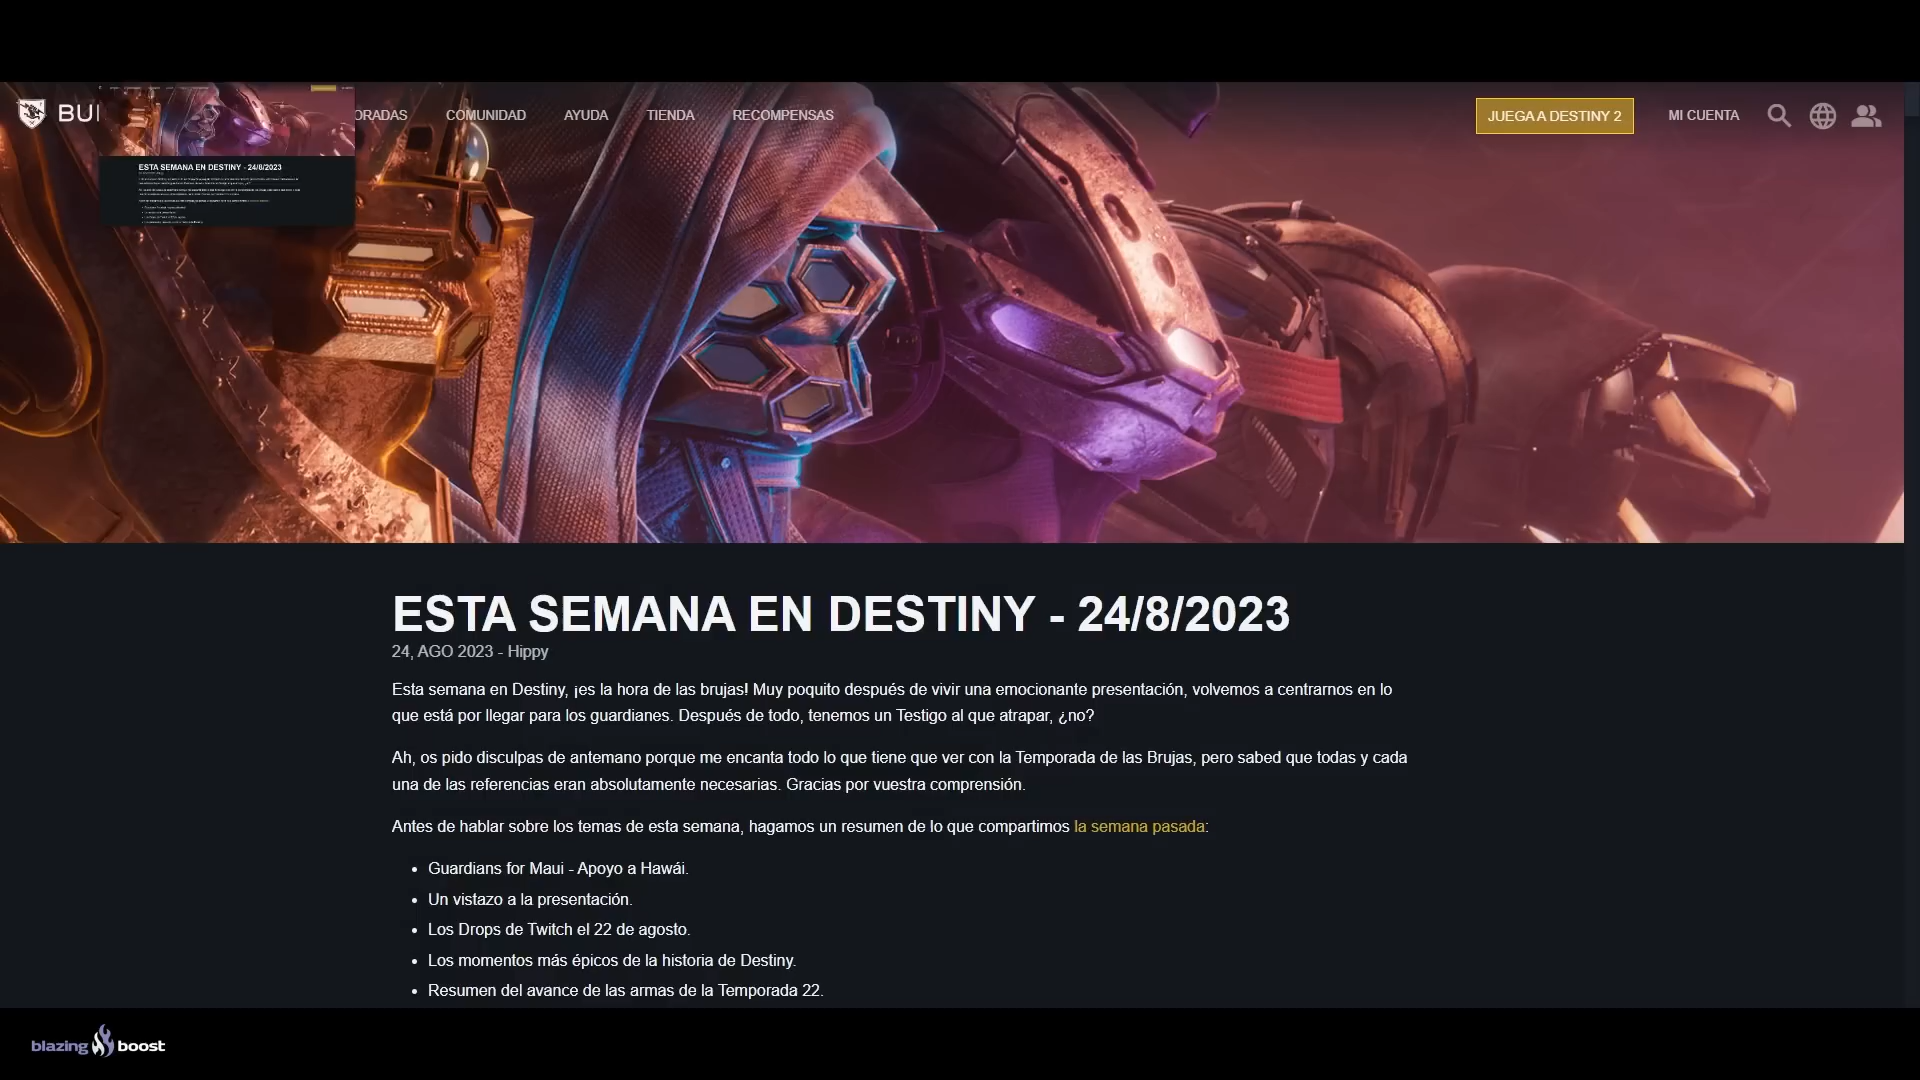 BUI
ORADAS
COMUNIDAD
AYUDA
TIENDA
RECOMPENSAS
JUEGA A DESTINY 2
MI CUENTA
ESTA SEMANA EN DESTINY - 24/8/2023
ESTA SEMANA EN DESTINY - 24/8/2023
24, AGO 2023 - Hippy
Esta semana en Destiny, ¡es la hora de las brujas! Muy poquito después de vivir una emocionante presentación, volvemos a centrarnos en lo
que está por llegar para los guardianes. Después de todo, tenemos un Testigo al que atrapar, ¿no?
Ah, os pido disculpas de antemano porque me encanta todo lo que tiene que ver con la Temporada de las Brujas, pero sabed que todas y cada
una de las referencias eran absolutamente necesarias. Gracias por vuestra comprensión.
Antes de hablar sobre los temas de esta semana, hagamos un resumen de lo que compartimos la semana pasada:
• Guardians for Maui - Apoyo a Hawái.
• Un vistazo a la presentación.
• Los Drops de Twitch el 22 de agosto.
• Los momentos más épicos de la historia de Destiny.
• Resumen del avance de las armas de la Temporada 22.
blazing boost